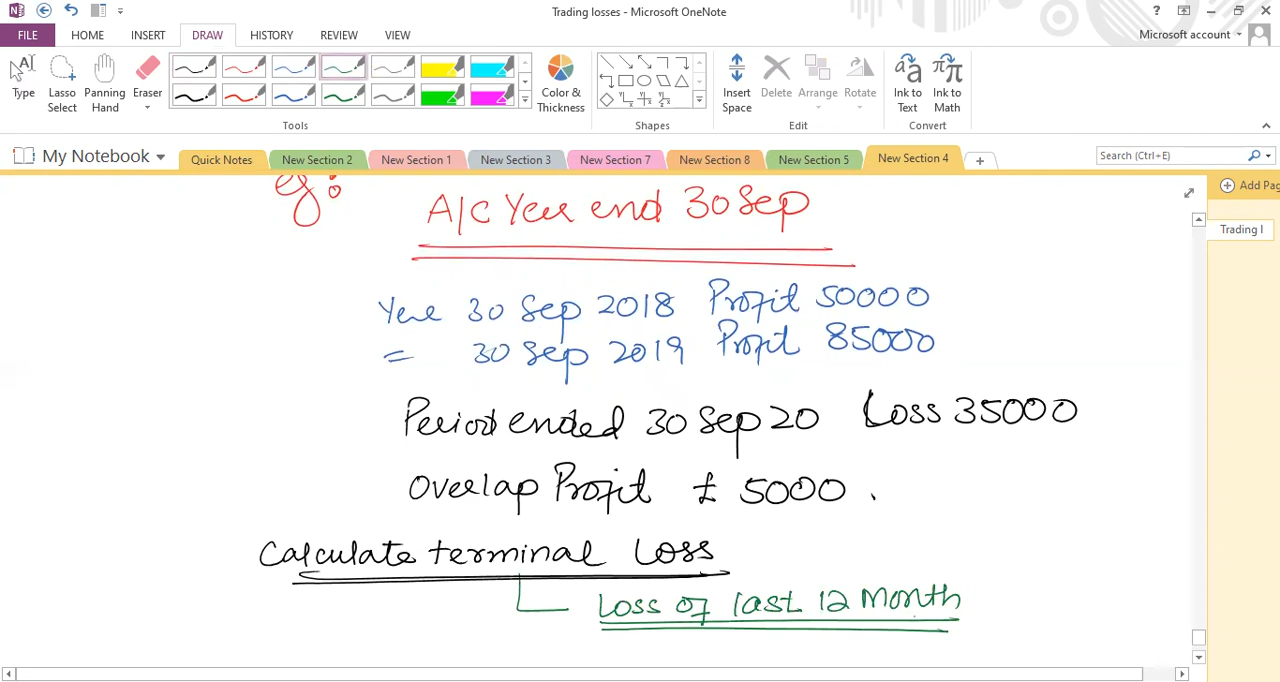 Trading losses - Microsoft OneNote
?
FILE HOME INSERT DRAW HISTORY REVIEW VIEW
Microsoft account
Type
Lasso Select
Panning Hand
Eraser
Color & Thickness
Insert Space
Delete
Arrange
Rotate
Ink to Text
Ink to Math
Tools Shapes Edit Convert
My Notebook Quick Notes New Section 2 New Section 1 New Section 3 New Section 7 New Section 8 New Section 5 New Section 4
Search (Ctrl+E)
Add Pag
Trading l
eg:
A/C Year end 30 Sep
Year 30 Sep 2018 Profit 50000
= 30 Sep 2019 Profit 85000
Period ended 30 Sep 20 Loss 35000
Overlap Profit £ 5000 .
Calculate terminal Loss
Loss of last 12 Month